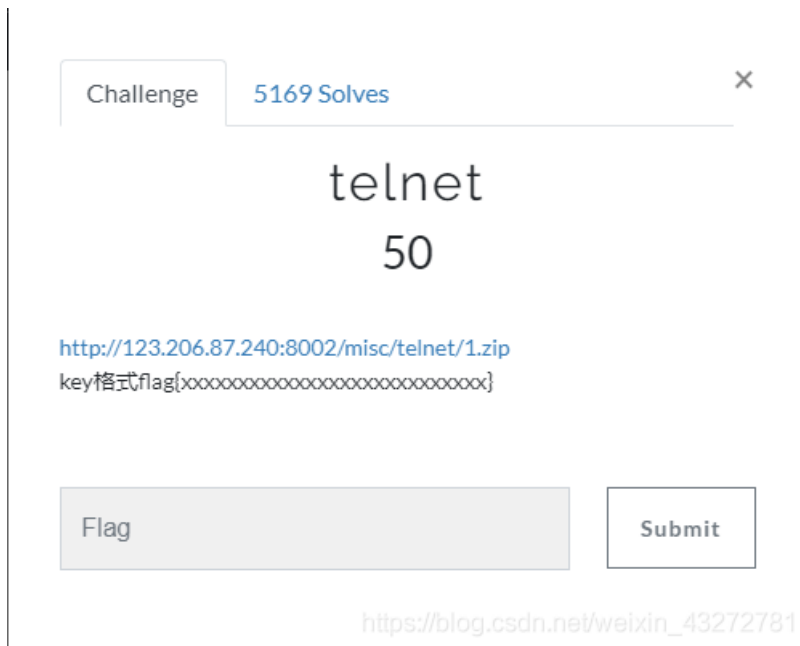 Challenge
5169 Solves
×
telnet
50
http://123.206.87.240:8002/misc/telnet/1.zip
key格式flag{xxxxxxxxxxxxxxxxxxxxxxxxxxxx}
Flag
Submit
https://blog.csdn.net/weixin_43272781